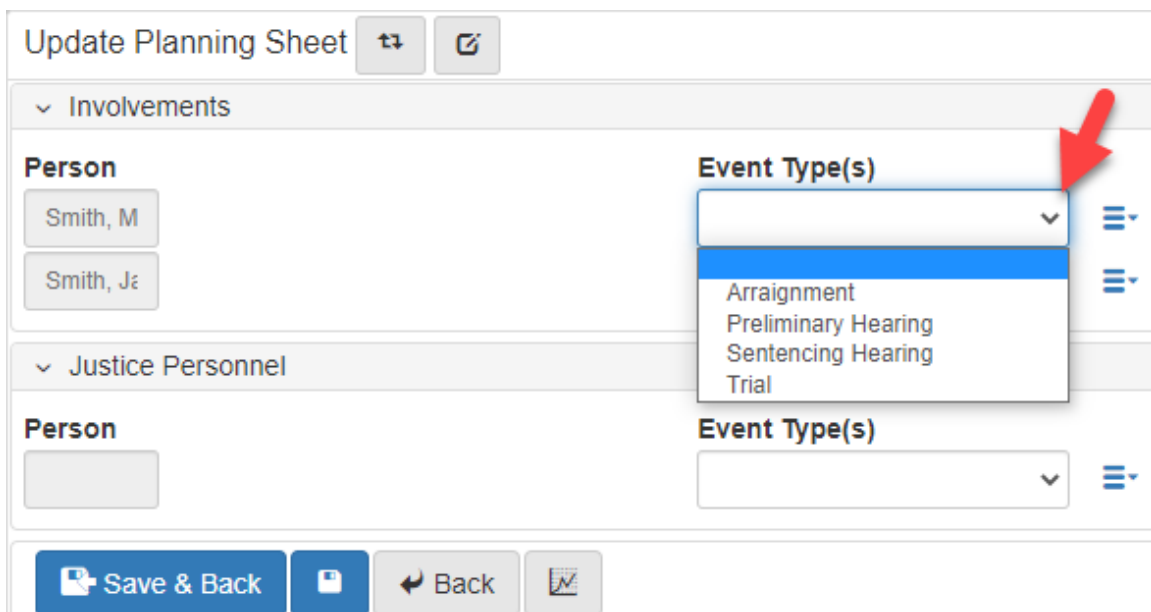 Update Planning Sheet
Involvements
Person Event Type(s)
Smith, M
Smith, Ja
Arraignment
Preliminary Hearing
Sentencing Hearing
Trial
Justice Personnel
Person Event Type(s)
Save & Back Back